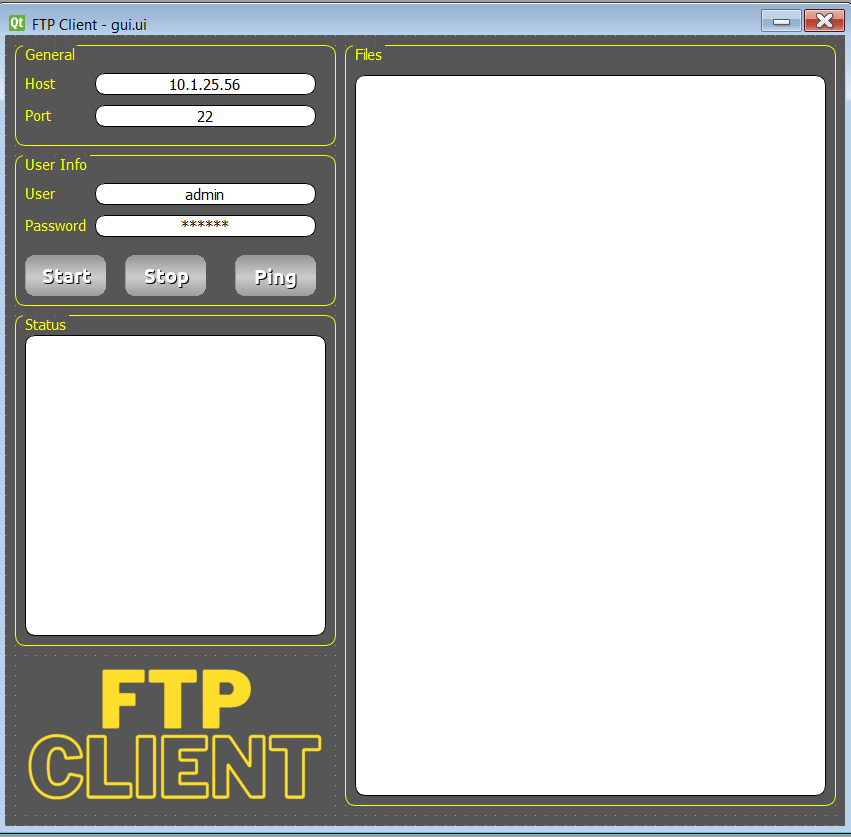 Qt FTP Client - gui.ui
General
Host 10.1.25.56
Port 22
User Info
User admin
Password ******
Start Stop Ping
Status
FTP
CLIENT
Files